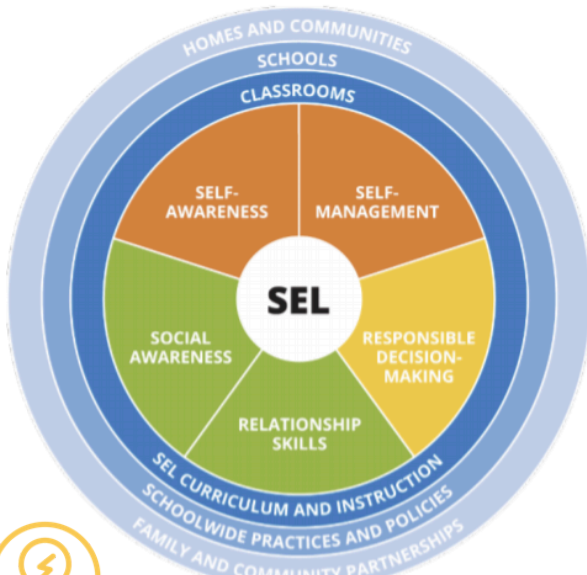 HOMES AND COMMUNITIES
SCHOOLS
CLASSROOMS
SELF-
AWARENESS
SELF-
MANAGEMENT
SEL
SOCIAL
AWARENESS
RESPONSIBLE
DECISION-
MAKING
RELATIONSHIP
SKILLS
SEL CURRICULUM AND INSTRUCTION
SCHOOLWIDE PRACTICES AND POLICIES
FAMILY AND COMMUNITY PARTNERSHIPS